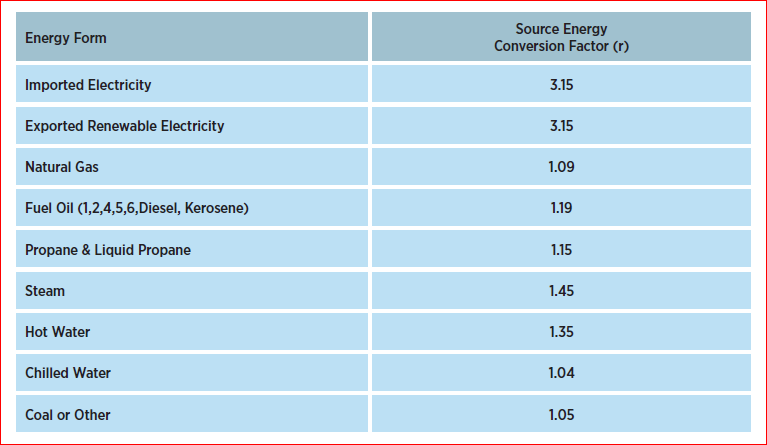 Energy Form
Source Energy
Conversion Factor (r)
Imported Electricity
3.15
Exported Renewable Electricity
3.15
Natural Gas
1.09
Fuel Oil (1,2,4,5,6,Diesel, Kerosene)
1.19
Propane & Liquid Propane
1.15
Steam
1.45
Hot Water
1.35
Chilled Water
1.04
Coal or Other
1.05